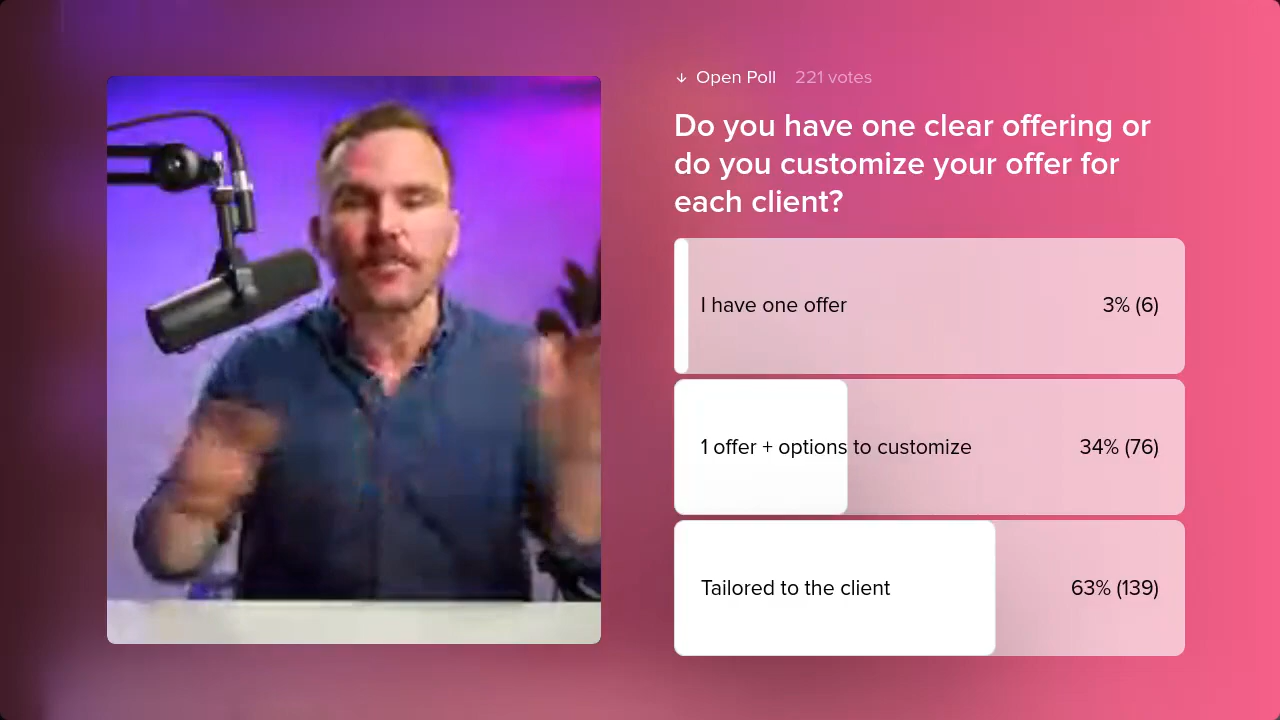 ↓ Open Poll 221 votes
Do you have one clear offering or
do you customize your offer for
each client?
I have one offer 3% (6)
1 offer + options to customize 34% (76)
Tailored to the client 63% (139)